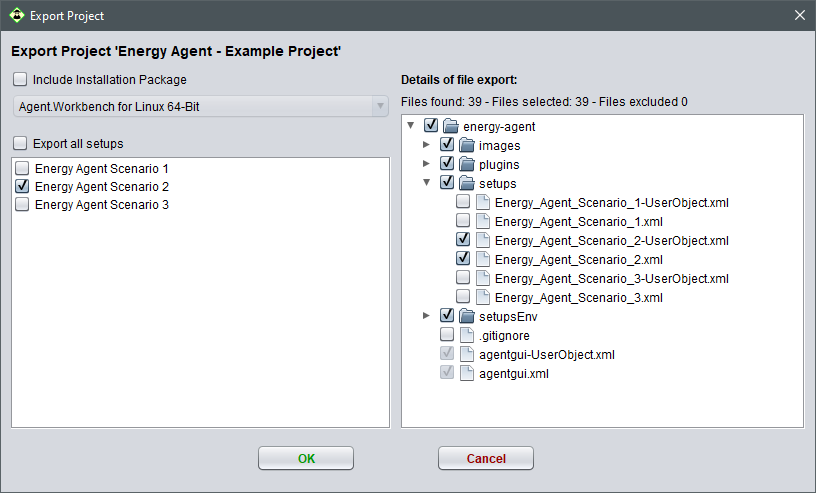 Export Project
Export Project 'Energy Agent - Example Project'
Include Installation Package
Agent.Workbench for Linux 64-Bit
Export all setups
Energy Agent Scenario 1
Energy Agent Scenario 2
Energy Agent Scenario 3
Details of file export:
Files found: 39 - Files selected: 39 - Files excluded 0
energy-agent
images
plugins
setups
Energy_Agent_Scenario_1-UserObject.xml
Energy_Agent_Scenario_1.xml
Energy_Agent_Scenario_2-UserObject.xml
Energy_Agent_Scenario_2.xml
Energy_Agent_Scenario_3-UserObject.xml
Energy_Agent_Scenario_3.xml
setupsEnv
.gitignore
agentgui-UserObject.xml
agentgui.xml
OK
Cancel